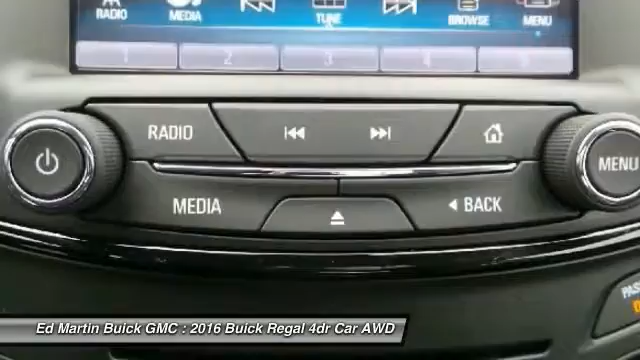 RADIO MEDIA TUNE BROWSE MENU
1 2 3 4 5
RADIO
MENU
MEDIA BACK
Ed Martin Buick GMC : 2016 Buick Regal 4dr Car AWD